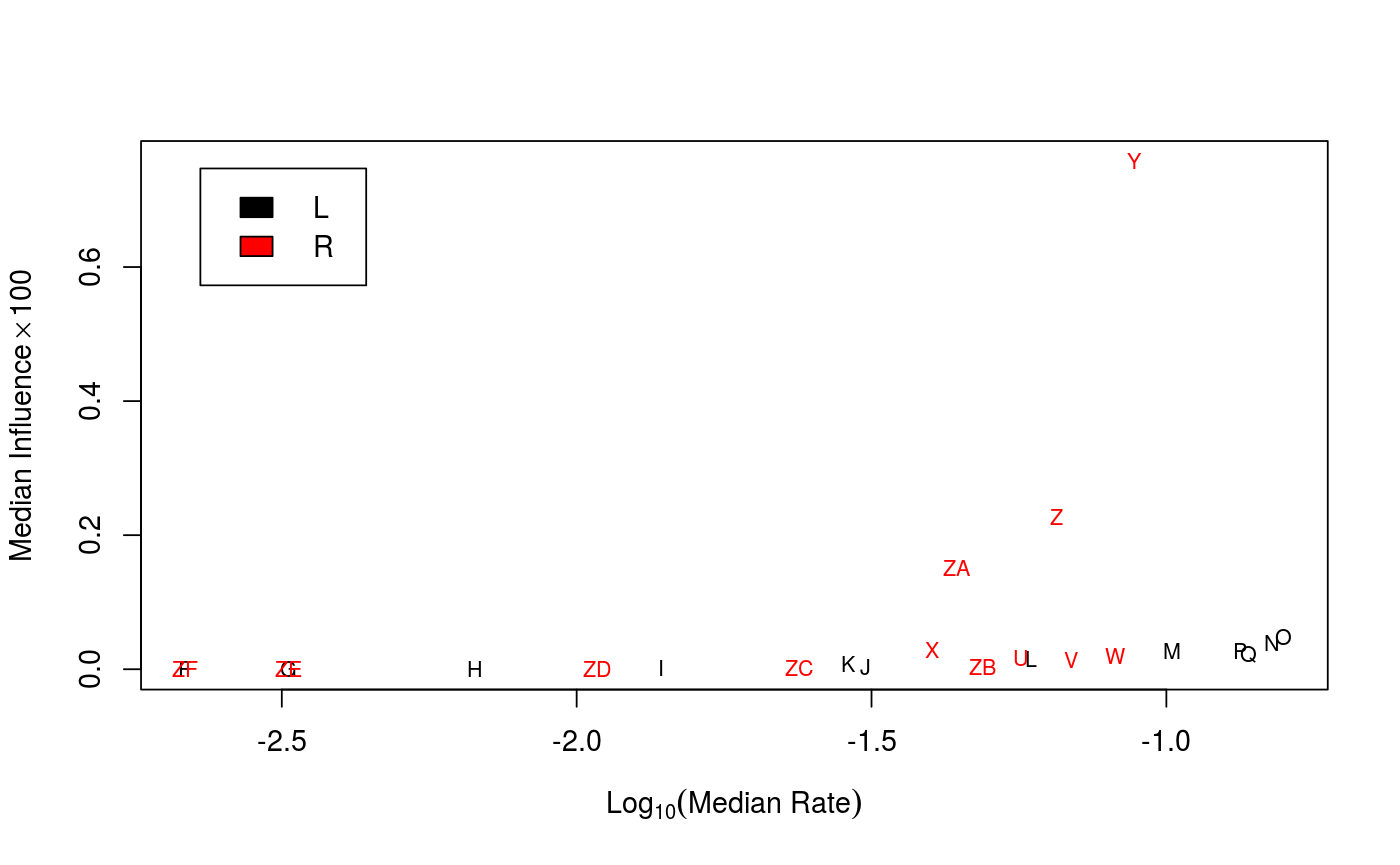 Y
L
R
0.6
0.4
Z
0.2
ZA
X
O
N
P
Q
M
W
U
L
V
K
J
ZB
ZC
I
ZD
H
G
ZE
F
ZF
0.0
-2.5
-2.0
-1.5
-1.0
Median Influence × 100
Log10(Median Rate)